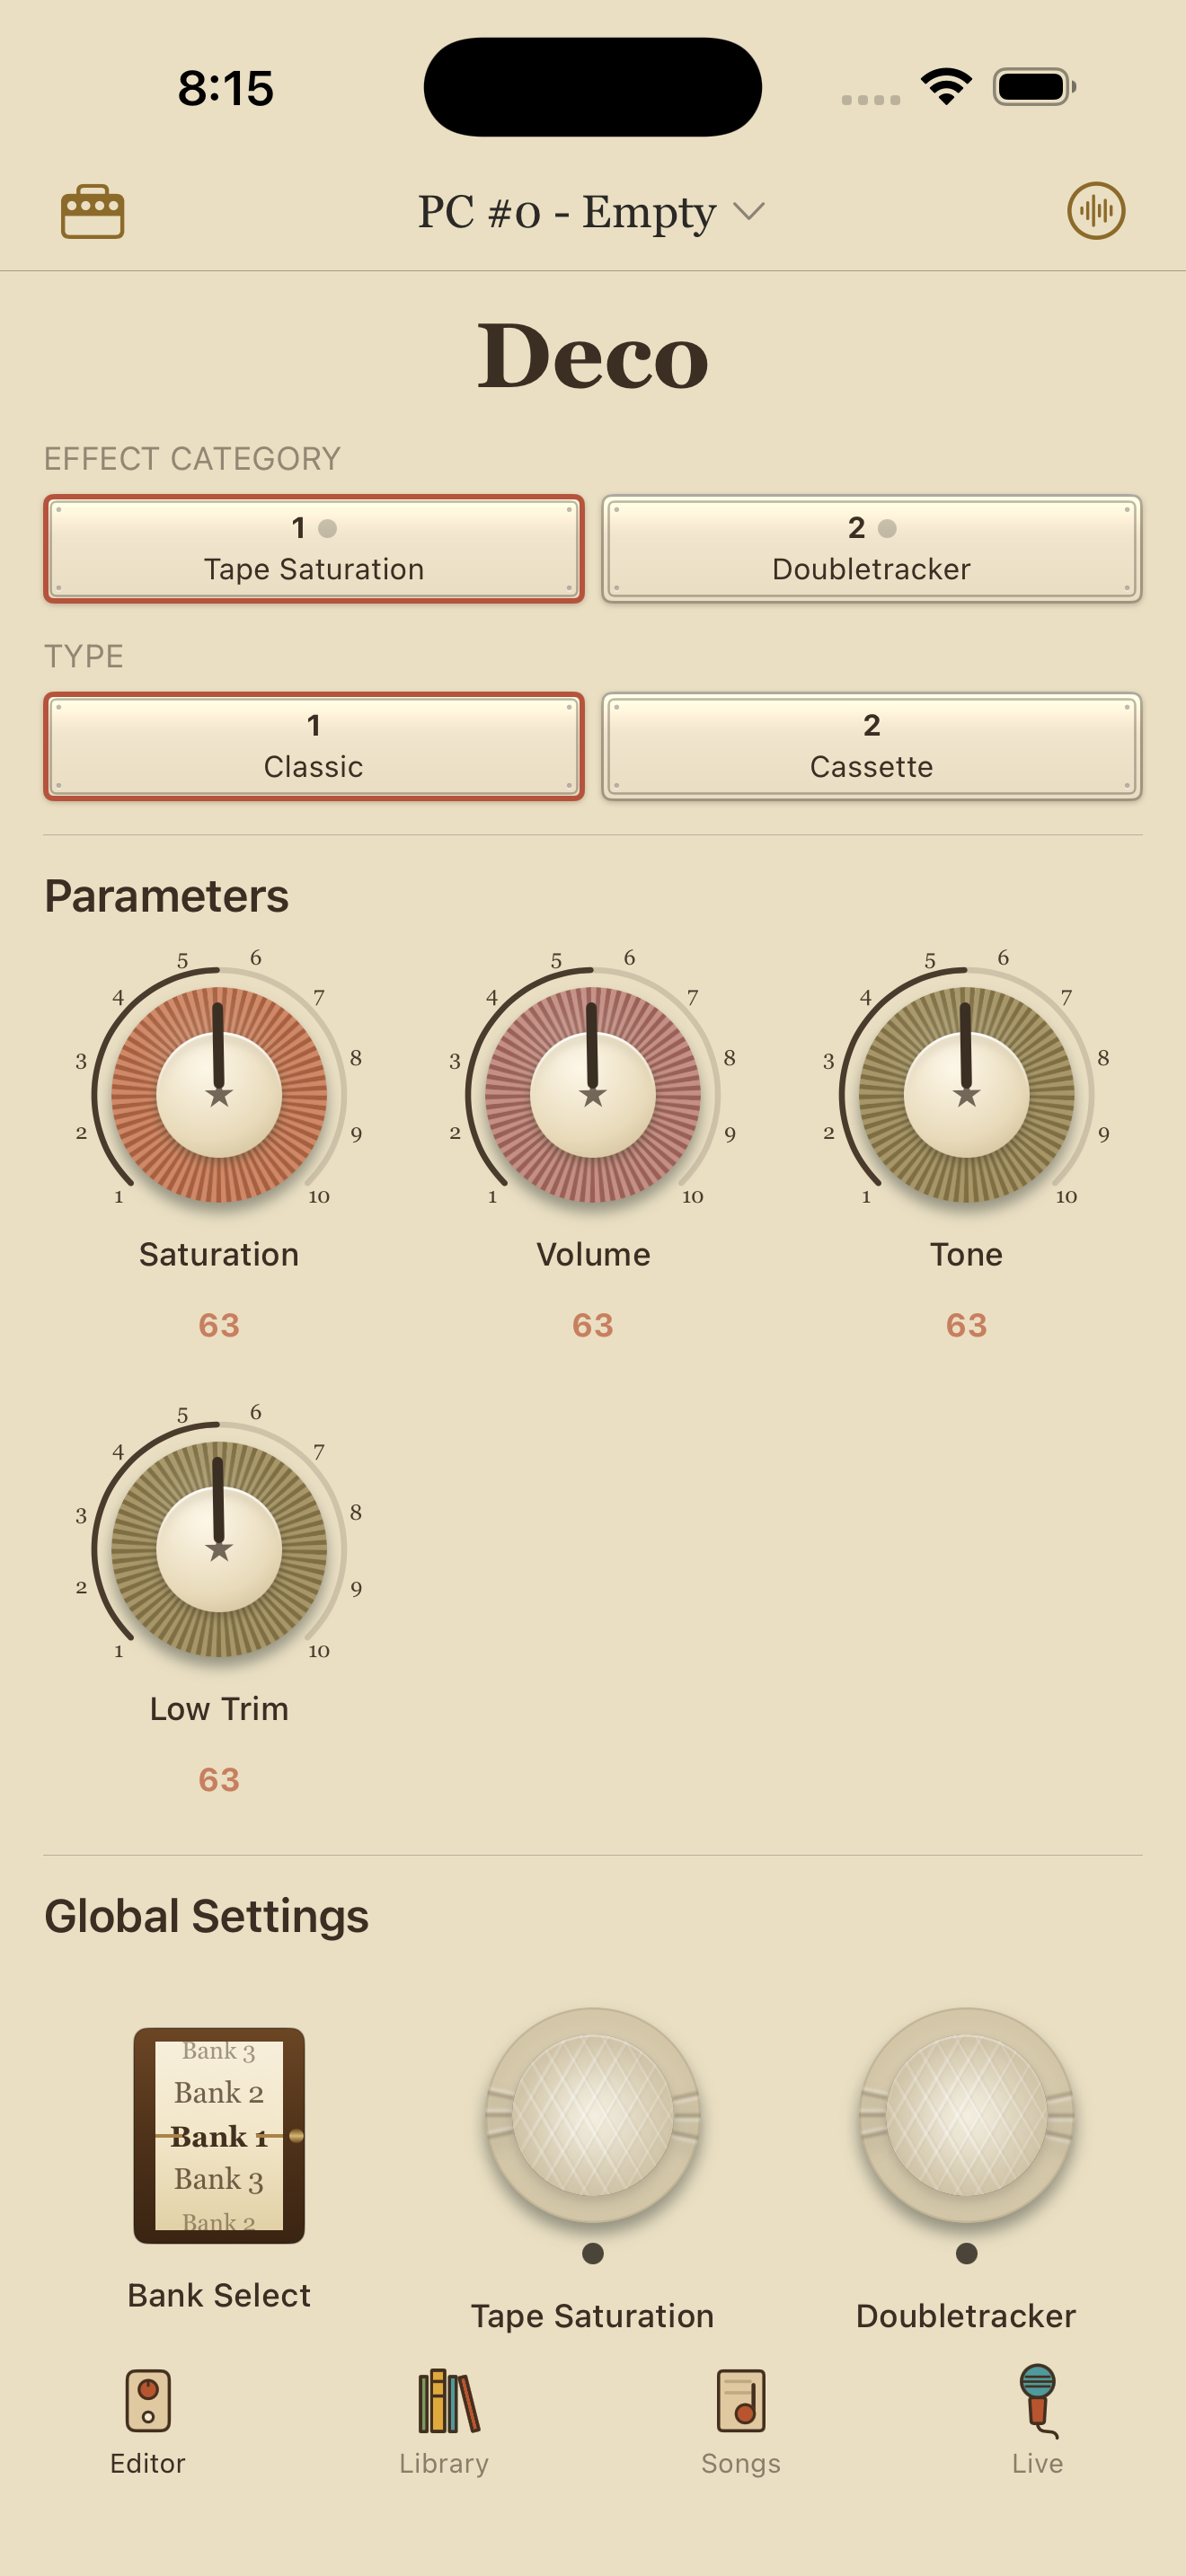 8:15
PC #0 - Empty
Deco
EFFECT CATEGORY
1
Tape Saturation
2
Doubletracker
TYPE
1
Classic
2
Cassette
Parameters
1 2 3 4 5 6 7 8 9 10
Saturation
63
1 2 3 4 5 6 7 8 9 10
Volume
63
1 2 3 4 5 6 7 8 9 10
Tone
63
1 2 3 4 5 6 7 8 9 10
Low Trim
63
Global Settings
Bank 3
Bank 2
Bank 1
Bank 3
Bank 2
Bank Select
Tape Saturation
Doubletracker
Editor
Library
Songs
Live